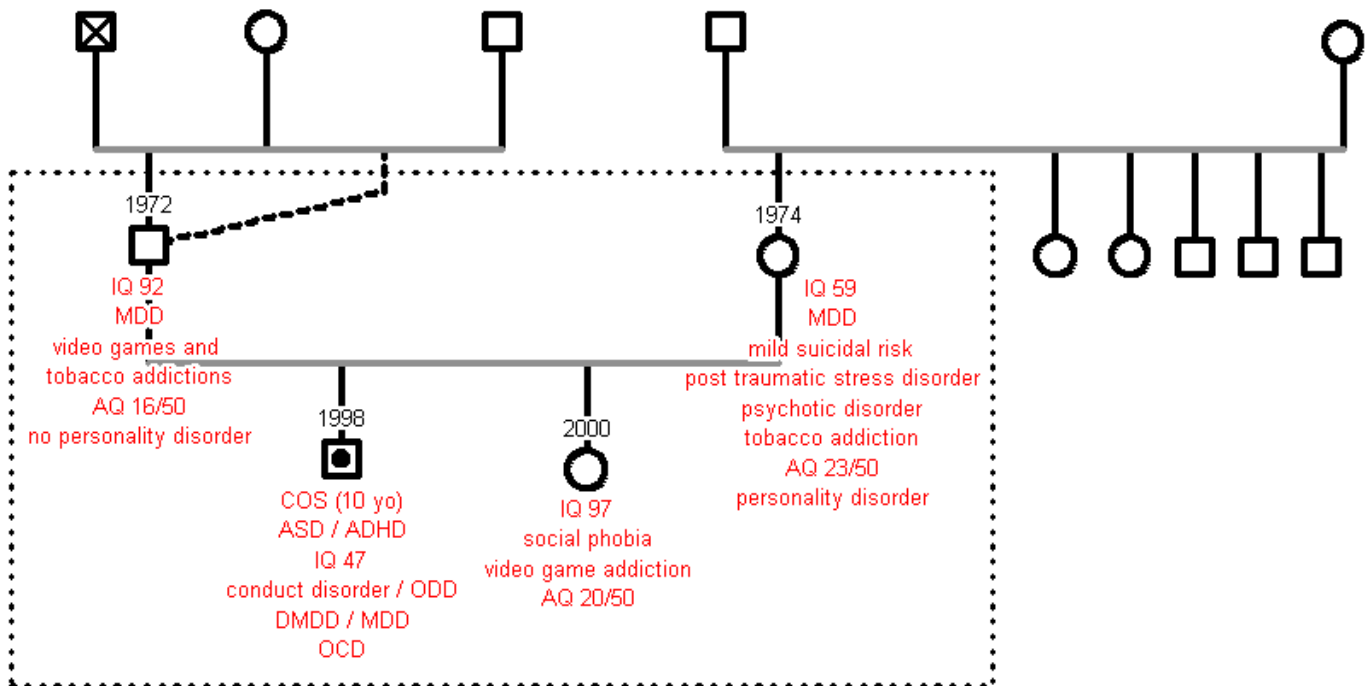 1972
IQ 92
MDD
video games and
tobacco addictions
AQ 16/50
no personality disorder
1974
IQ 59
MDD
mild suicidal risk
post traumatic stress disorder
psychotic disorder
tobacco addiction
AQ 23/50
personality disorder
1998
COS (10 yo)
ASD / ADHD
IQ 47
conduct disorder / ODD
DMDD / MDD
OCD
2000
IQ 97
social phobia
video game addiction
AQ 20/50